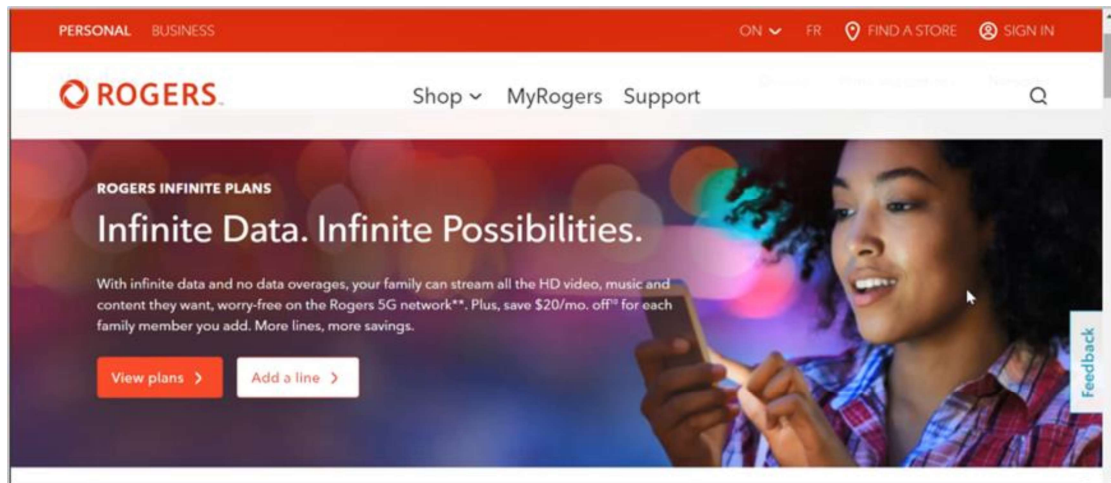 PERSONAL BUSINESS ON FR FIND A STORE SIGN IN
ROGERS™ Shop MyRogers Support
ROGERS INFINITE PLANS
Infinite Data. Infinite Possibilities.
With infinite data and no data overages, your family can stream all the HD video, music and
content they want, worry-free on the Rogers 5G network**. Plus, save $20/mo. off for each
family member you add. More lines, more savings.
View plans Add a line
Feedback